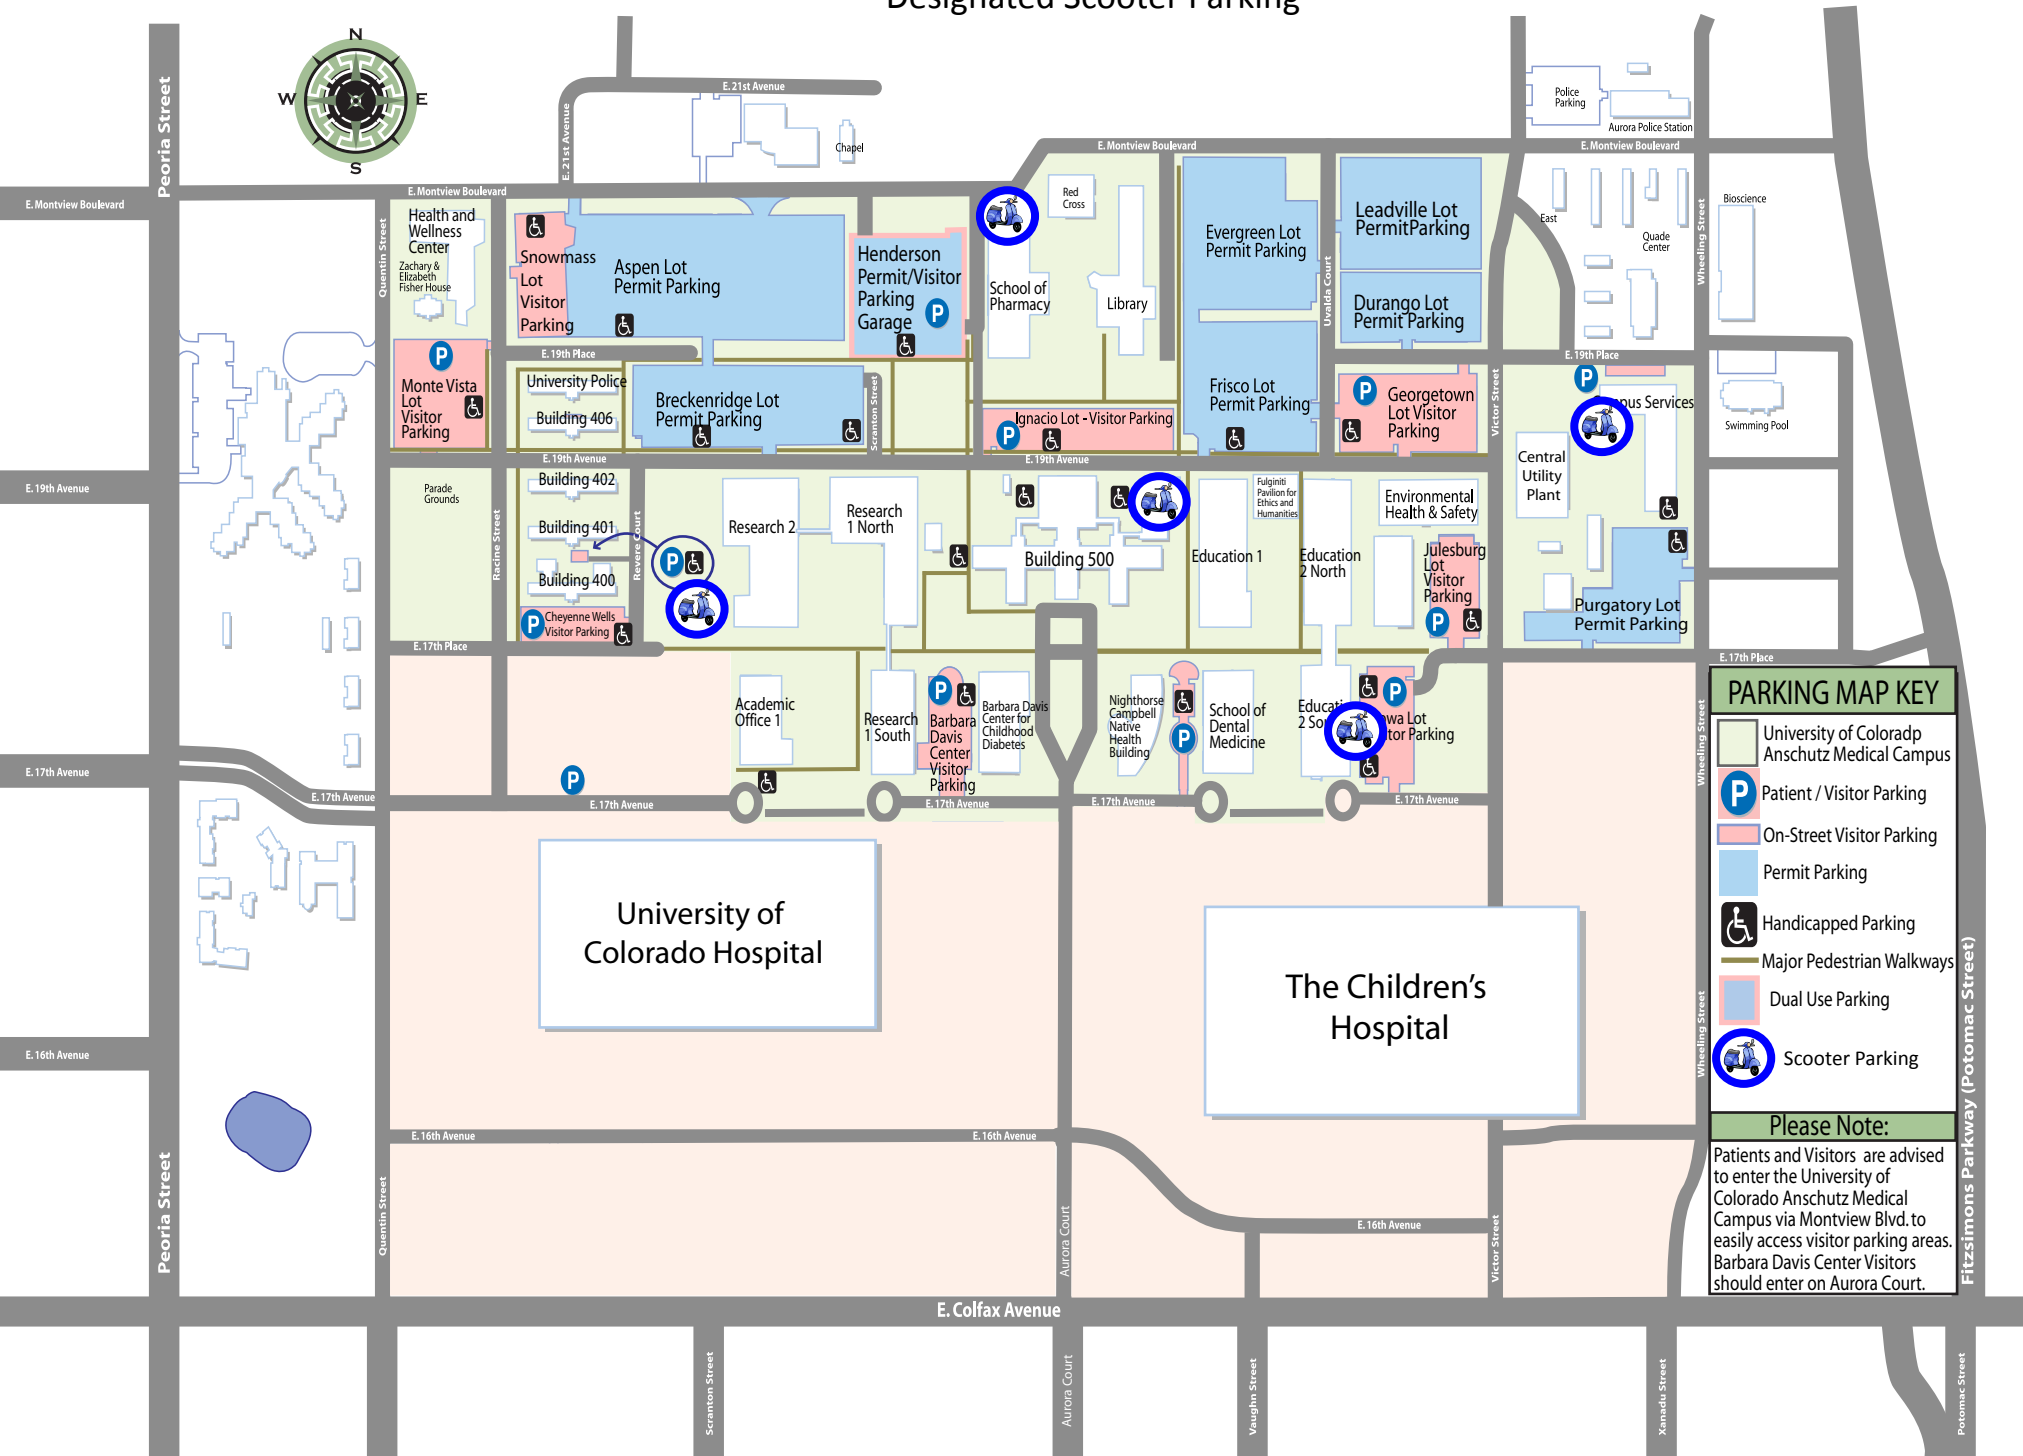 Designated Scooter Parking
N
W
E
S
Peoria Street
E. 21st Avenue
E. 21st Avenue
Chapel
Police
Parking
Aurora Police Station
E. Montview Boulevard
E. Montview Boulevard
E. Montview Boulevard
E. Montview Boulevard
Quentin Street
Health and
Wellness
Center
Zachary &
Elizabeth
Fisher House
Snowmass
Lot
Visitor
Parking
Aspen Lot
Permit Parking
Henderson
Permit/Visitor
Parking
Garage
P
School of
Pharmacy
Red
Cross
Library
Evergreen Lot
Permit Parking
Uvalda Court
Leadville Lot
PermitParking
Durango Lot
Permit Parking
East
Quade
Center
Wheeling Street
Bioscience
E. 19th Place
E. 19th Place
P
Monte Vista
Lot
Visitor
Parking
University Police
Building 406
Breckenridge Lot
Permit Parking
Scranton Street
P
Ignacio Lot - Visitor Parking
Frisco Lot
Permit Parking
P
Georgetown
Lot Visitor
Parking
Victor Street
P
pus Services
Swimming Pool
E. 19th Avenue
E. 19th Avenue
E. 19th Avenue
Parade
Grounds
Racine Street
Building 402
Building 401
Building 400
Revere Court
P
P
Cheyenne Wells
Visitor Parking
Research 2
Research
1 North
Building 500
Education 1
Fulginiti
Pavilion for
Ethics and
Humanities
Education
2 North
Environmental
Health & Safety
Julesburg
Lot
Visitor
Parking
P
Central
Utility
Plant
Purgatory Lot
Permit Parking
E. 17th Place
E. 17th Place
Academic
Office 1
Research
1 South
P
Barbara
Davis
Center
Visitor
Parking
Barbara Davis
Center for
Childhood
Diabetes
Nighthorse
Campbell
Native
Health
Building
P
School of
Dental
Medicine
Educati
2 So
P
wa Lot
itor Parking
Wheeling Street
E. 17th Avenue
E. 17th Avenue
P
E. 17th Avenue
E. 17th Avenue
E. 17th Avenue
E. 17th Avenue
University of
Colorado Hospital
The Children's
Hospital
PARKING MAP KEY
University of Coloradp
Anschutz Medical Campus
P
Patient / Visitor Parking
On-Street Visitor Parking
Permit Parking
Handicapped Parking
Major Pedestrian Walkways
Dual Use Parking
Scooter Parking
Please Note:
Patients and Visitors are advised
to enter the University of
Colorado Anschutz Medical
Campus via Montview Blvd. to
easily access visitor parking areas.
Barbara Davis Center Visitors
should enter on Aurora Court.
E. 16th Avenue
E. 16th Avenue
E. 16th Avenue
E. 16th Avenue
Wheeling Street
Fitzsimons Parkway (Potomac Street)
Peoria Street
Quentin Street
Aurora Court
Victor Street
E. Colfax Avenue
Scranton Street
Aurora Court
Vaughn Street
Xanadu Street
Potomac Street